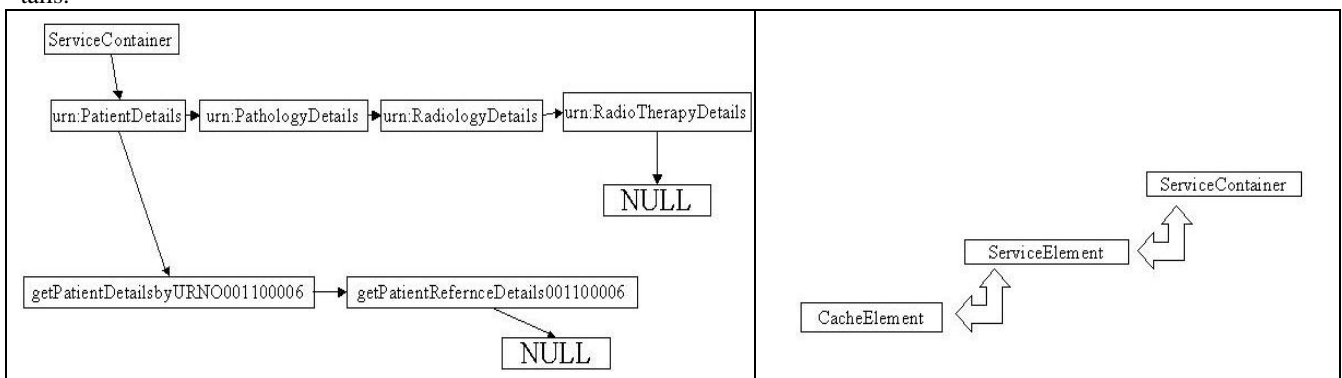 tails.
ServiceContainer
urn:PatientDetails
urn:PathologyDetails
urn:RadiologyDetails
urn:RadioTherapyDetails
NULL
getPatientDetailsbyURNO001100006
getPatientRefernceDetails001100006
NULL
ServiceContainer
ServiceElement
CacheElement